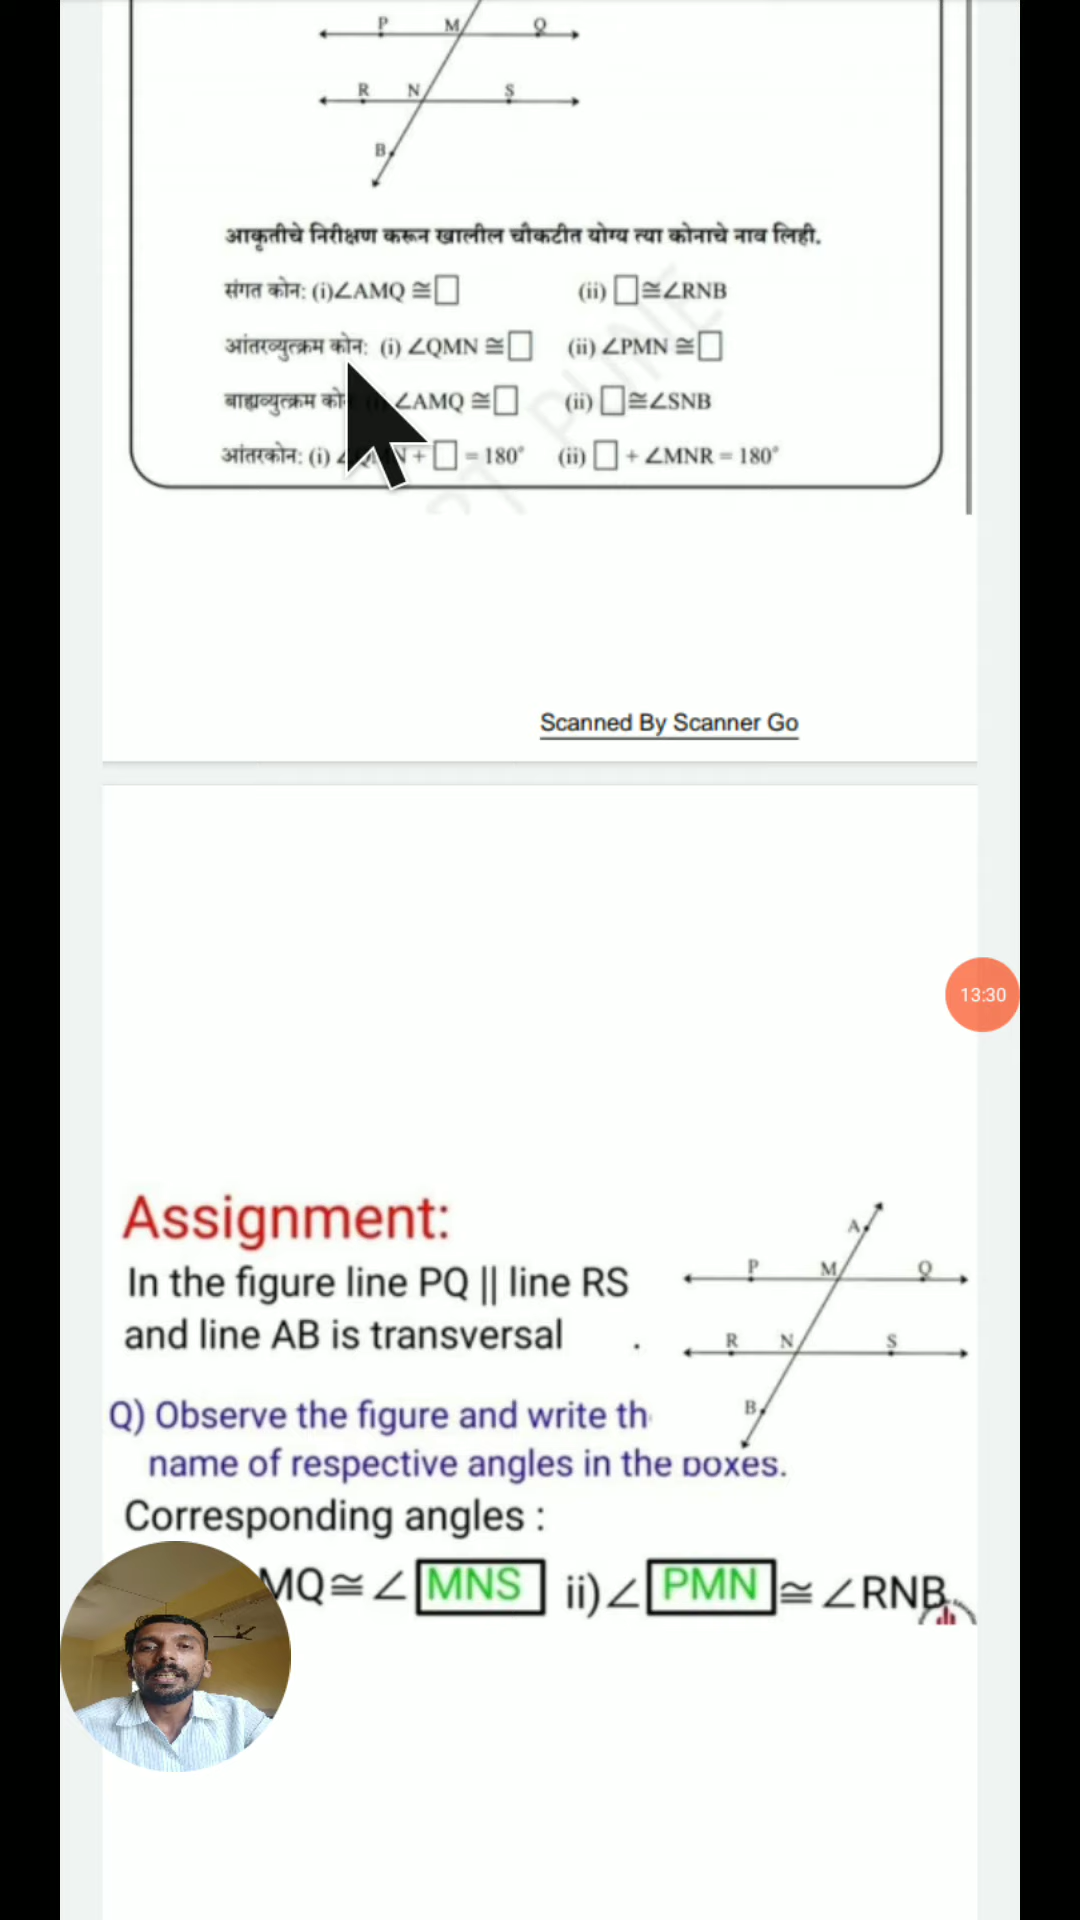 P M Q
R N S
B
आकृतीचे निरीक्षण करून खालील चौकटीत योग्य त्या कोनाचे नाव लिही.
संगत कोन: (i)∠AMQ ≅□ (ii) □≅∠RNB
आंतरव्युत्क्रम कोन: (i) ∠QMN ≅□ (ii) ∠PMN ≅□
बाह्यव्युत्क्रम ∠AMQ ≅□ (ii) □≅∠SNB
आंतरकोन: (i) + □ = 180° (ii) □ + ∠MNR = 180°
Scanned By Scanner Go
13:30
Assignment:
In the figure line PQ || line RS
and line AB is transversal .
A
P M Q
R N S
B
Q) Observe the figure and write th
name of respective angles in the boxes.
Corresponding angles :
MQ≅∠ MNS ii)∠ PMN ≅ ∠RNB